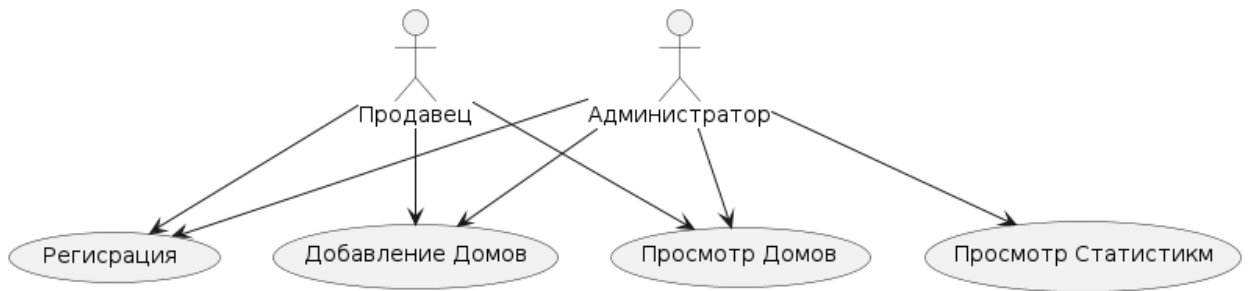 Продавец
Администратор
Регисрация
Добавление Домов
Просмотр Домов
Просмотр Статистикм